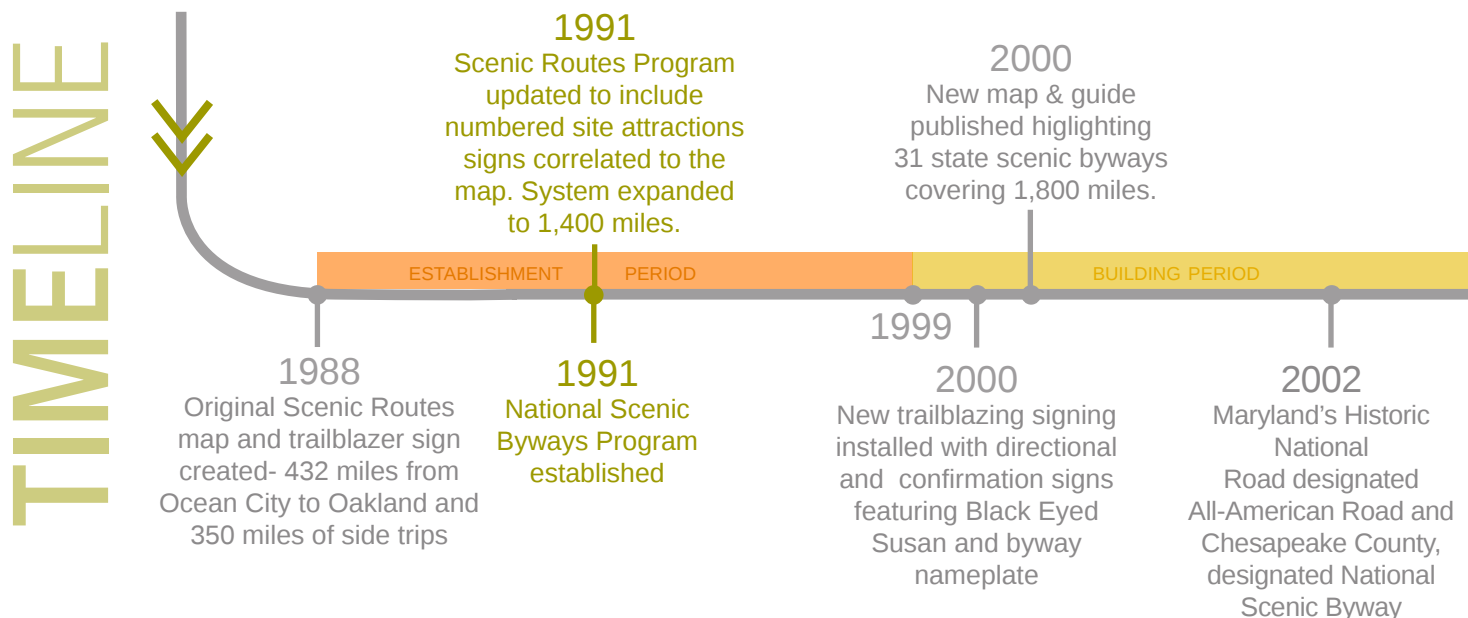 TIMELINE
1991
Scenic Routes Program
updated to include
numbered site attractions
signs correlated to the
map. System expanded
to 1,400 miles.
2000
New map & guide
published higlighting
31 state scenic byways
covering 1,800 miles.
ESTABLISHMENT PERIOD
BUILDING PERIOD
1988
Original Scenic Routes
map and trailblazer sign
created- 432 miles from
Ocean City to Oakland and
350 miles of side trips
1991
National Scenic
Byways Program
established
1999
2000
New trailblazing signing
installed with directional
and confirmation signs
featuring Black Eyed
Susan and byway
nameplate
2002
Maryland’s Historic
National
Road designated
All-American Road and
Chesapeake County,
designated National
Scenic Byway